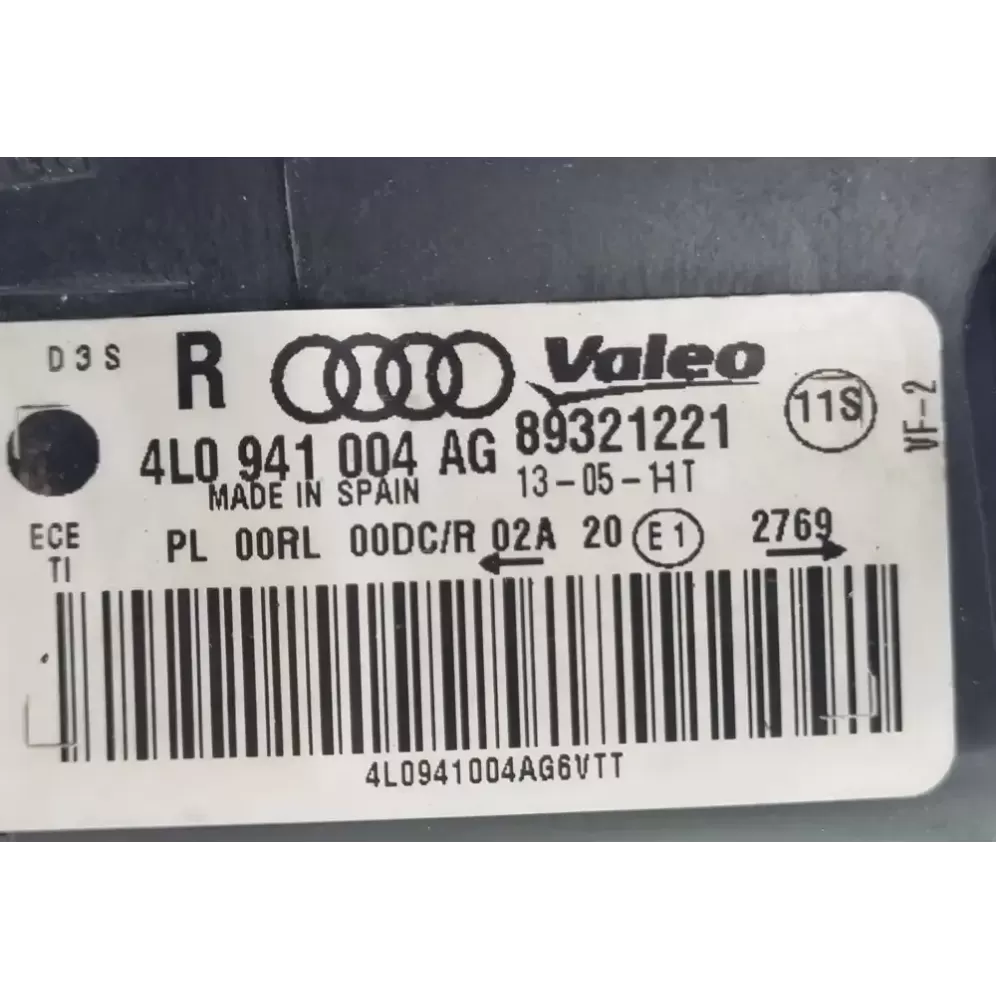 D3S R Valeo
4L0 941 004 AG 89321221 11S
MADE IN SPAIN 13-05-11T
VF-2
ECE PL 00RL 00DC/R 02A 20 E1 2769
TI
4L0941004AG6VTT